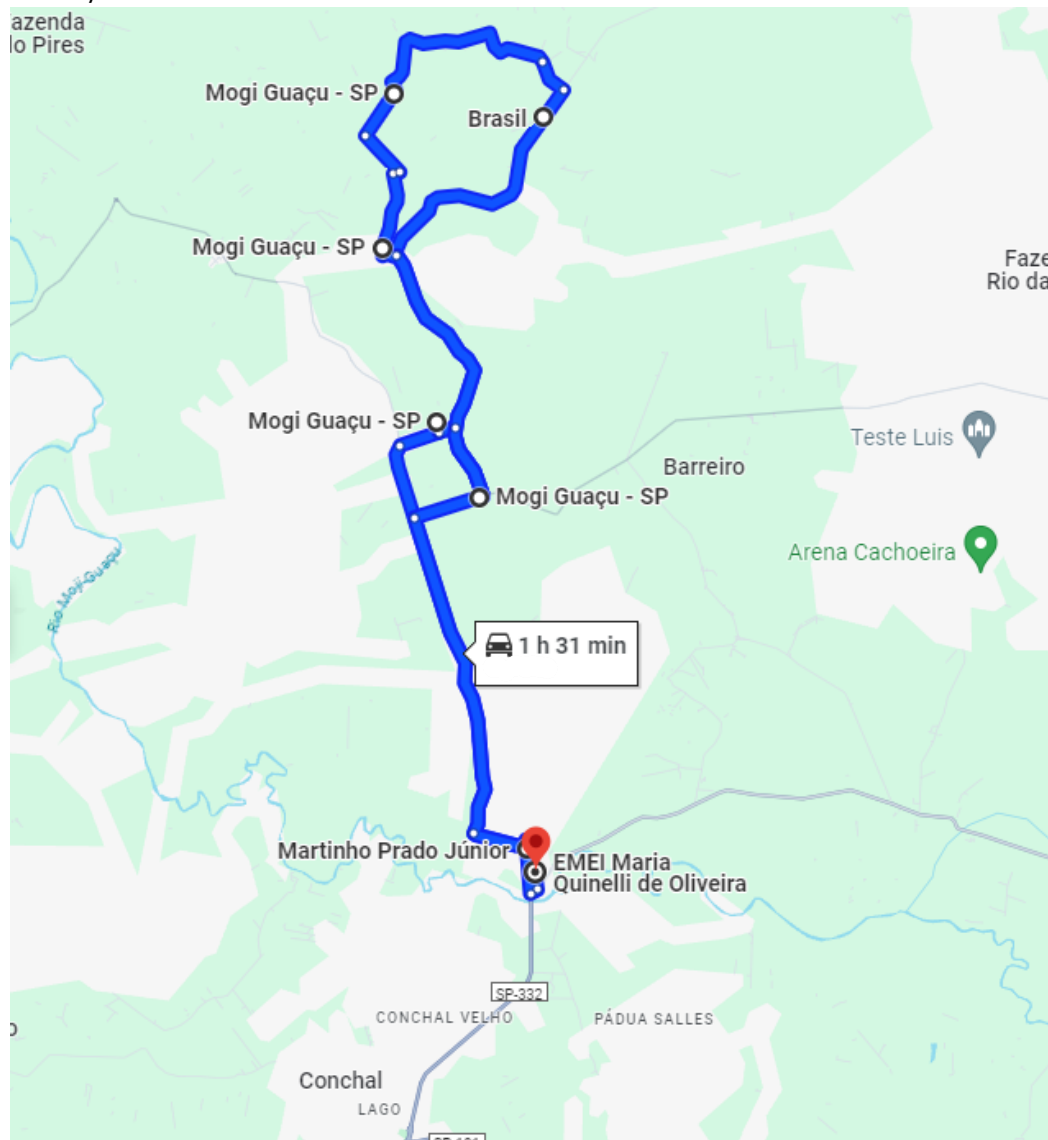 azenda
lo Pires
Mogi Guaçu - SP
Brasil
Mogi Guaçu - SP
Faze
Rio da
Mogi Guaçu - SP
Teste Luis
Barreiro
Mogi Guaçu - SP
Arena Cachoeira
Rio Moji-Guaçu
1 h 31 min
Martinho Prado Júnior
EMEI Maria
Quinelli de Oliveira
SP-332
CONCHAL VELHO
PÁDUA SALLES
Conchal
LAGO